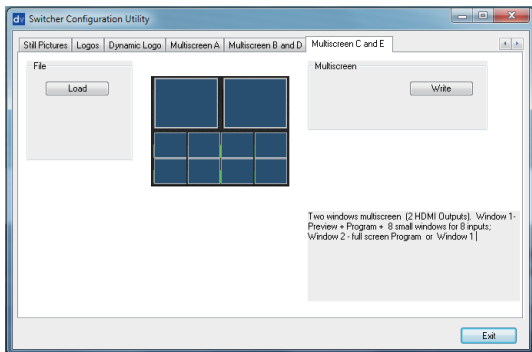 dv Switcher Configuration Utility
Still Pictures Logos Dynamic Logo Multiscreen A Multiscreen B and D Multiscreen C and E
File
Load
Multiscreen
Write
Two windows multiscreen (2 HDMI Outputs). Window 1-
Preview + Program + 8 small windows for 8 inputs;
Window 2 - full screen Program or Window 1
Exit